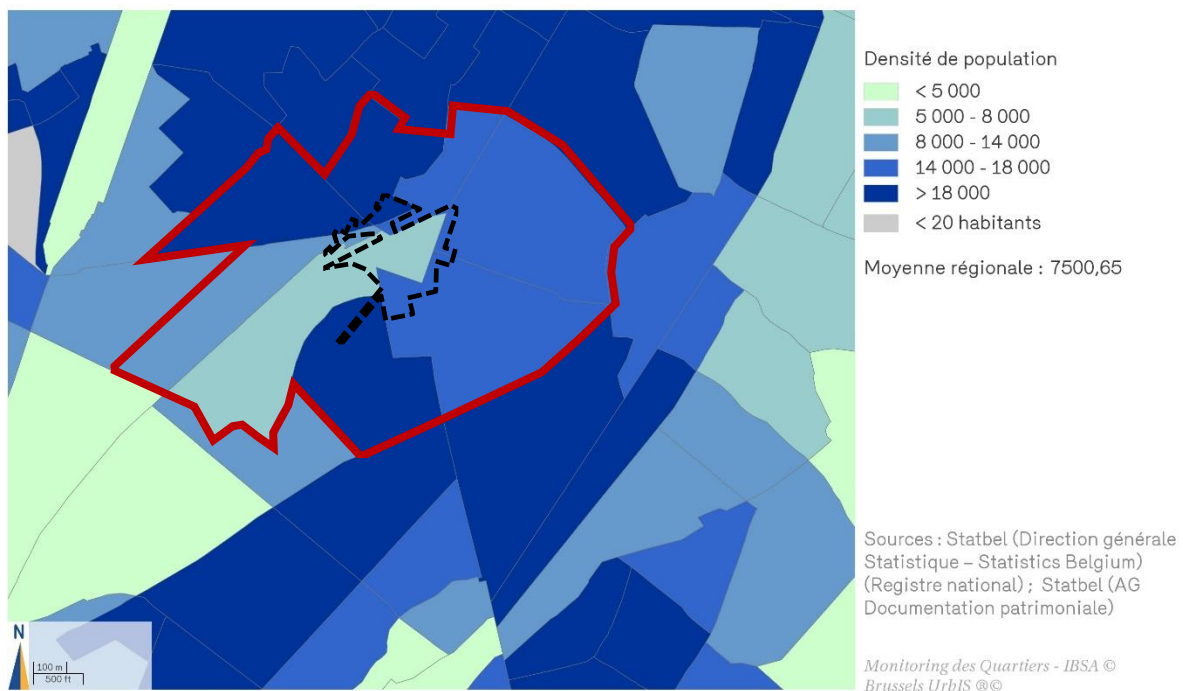 Densité de population
< 5 000
5 000 - 8 000
8 000 - 14 000
14 000 - 18 000
> 18 000
< 20 habitants
Moyenne régionale : 7500,65
Sources : Statbel (Direction générale
Statistique – Statistics Belgium)
(Registre national) ; Statbel (AG
Documentation patrimoniale)
Monitoring des Quartiers - IBSA ©
Brussels UrbIS ®©
N
100 m
500 ft